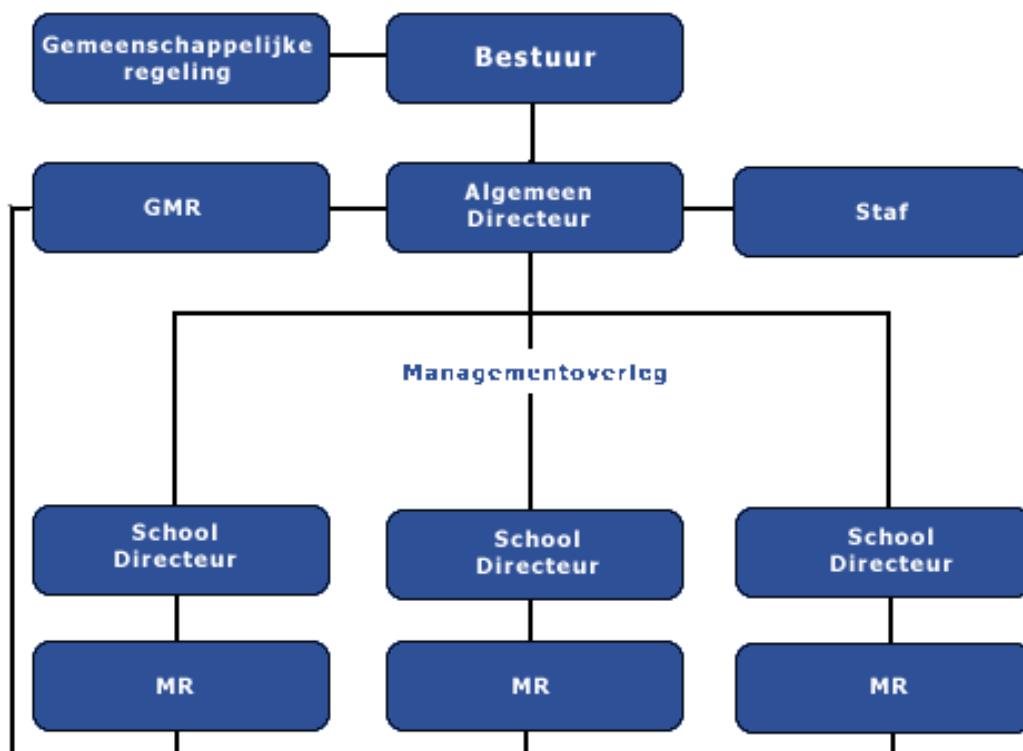 Gemeenschappelijke
regeling
Bestuur
GMR
Algemeen
Directeur
Staf
Managementoverleg
School
Directeur
School
Directeur
School
Directeur
MR
MR
MR